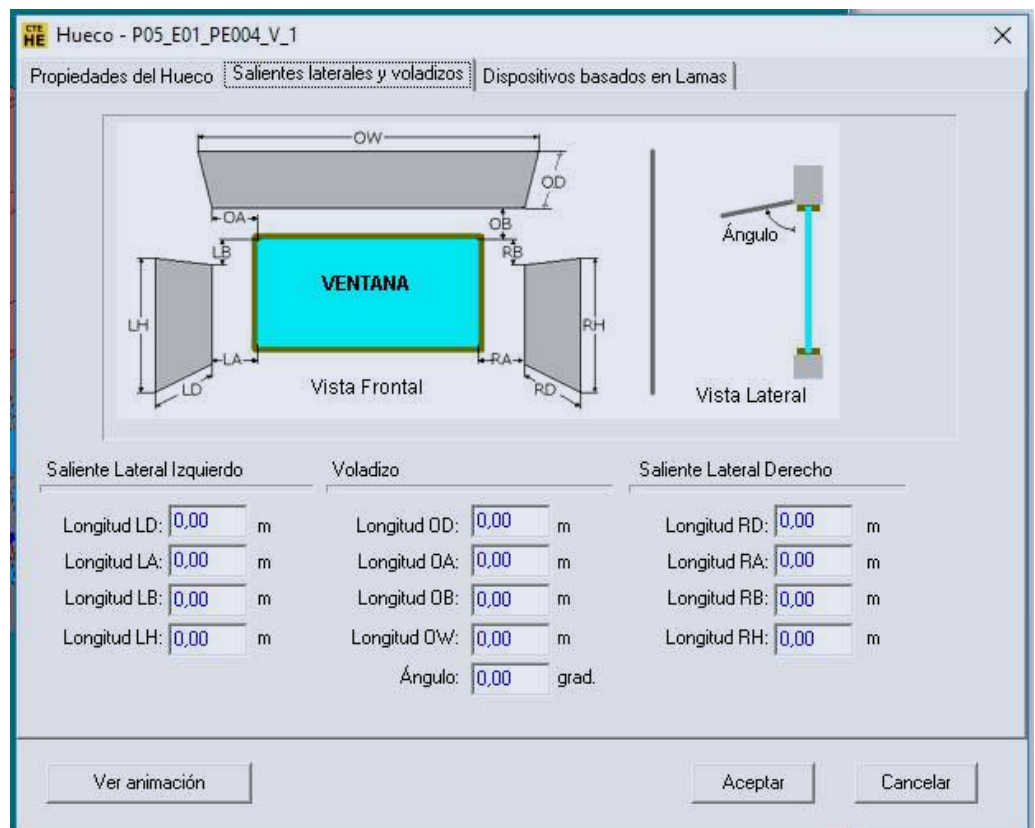 CTE
HE
Hueco - P05_E01_PE004_V_1
Propiedades del Hueco Salientes laterales y voladizos Dispositivos basados en Lamas
OW
OD
OA
OB
LB
RB
Ángulo
VENTANA
LH
RH
LA
RA
LD
Vista Frontal
RD
Vista Lateral
Saliente Lateral Izquierdo Voladizo Saliente Lateral Derecho
Longitud LD: 0,00 m Longitud OD: 0,00 m Longitud RD: 0,00 m
Longitud LA: 0,00 m Longitud OA: 0,00 m Longitud RA: 0,00 m
Longitud LB: 0,00 m Longitud OB: 0,00 m Longitud RB: 0,00 m
Longitud LH: 0,00 m Longitud OW: 0,00 m Longitud RH: 0,00 m
Ángulo: 0,00 grad.
Ver animación Aceptar Cancelar